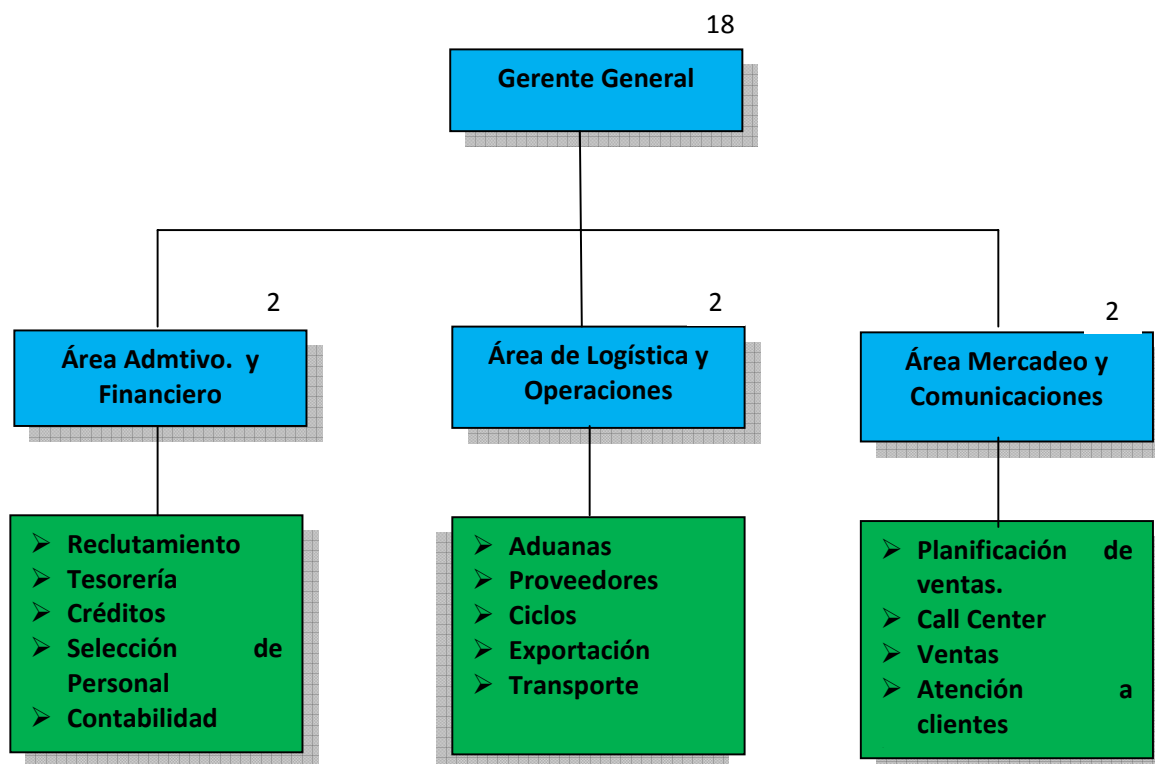 18
Gerente General
2
Área Admtivo. y
Financiero
2
Área de Logística y
Operaciones
2
Área Mercadeo y
Comunicaciones
➢ Reclutamiento
➢ Tesorería
➢ Créditos
➢ Selección de
Personal
➢ Contabilidad
➢ Aduanas
➢ Proveedores
➢ Ciclos
➢ Exportación
➢ Transporte
➢ Planificación de
ventas.
➢ Call Center
➢ Ventas
➢ Atención a
clientes